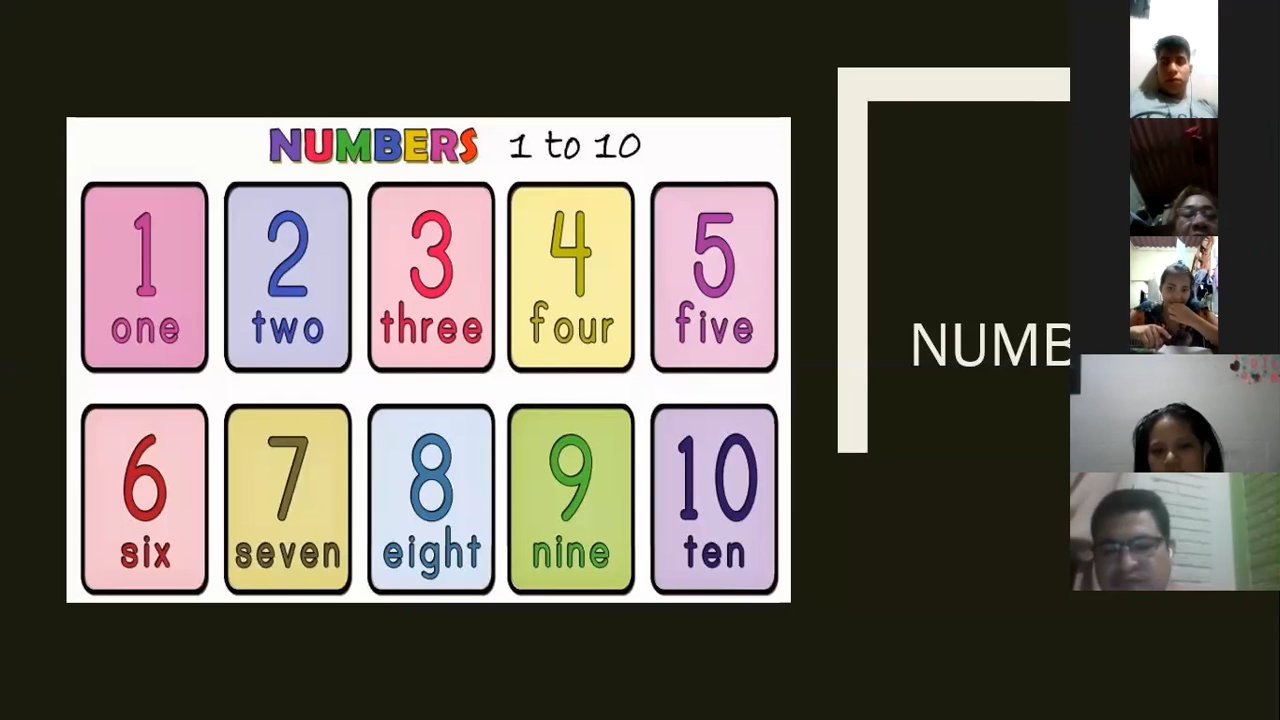 NUMBERS 1 to 10
1 2 3 4 5
one two three four five
6 7 8 9 10
six seven eight nine ten
NUMB